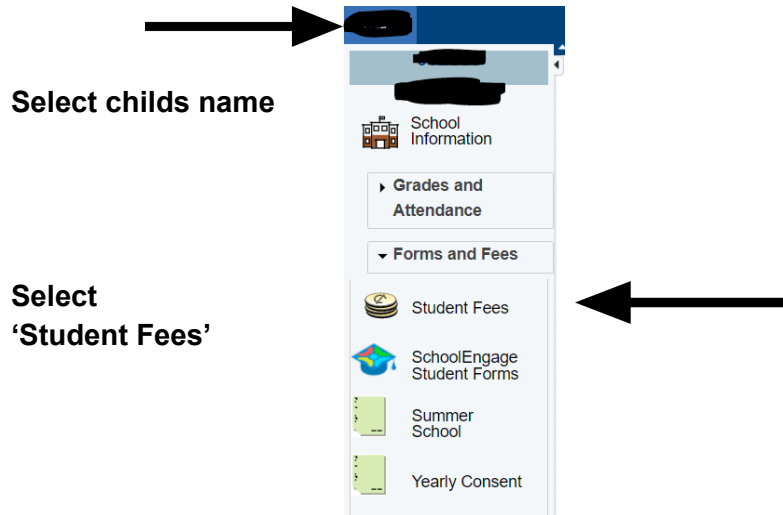 Select childs name
School
Information
Grades and
Attendance
Forms and Fees
Select
‘Student Fees’
Student Fees
SchoolEngage
Student Forms
Summer
School
Yearly Consent